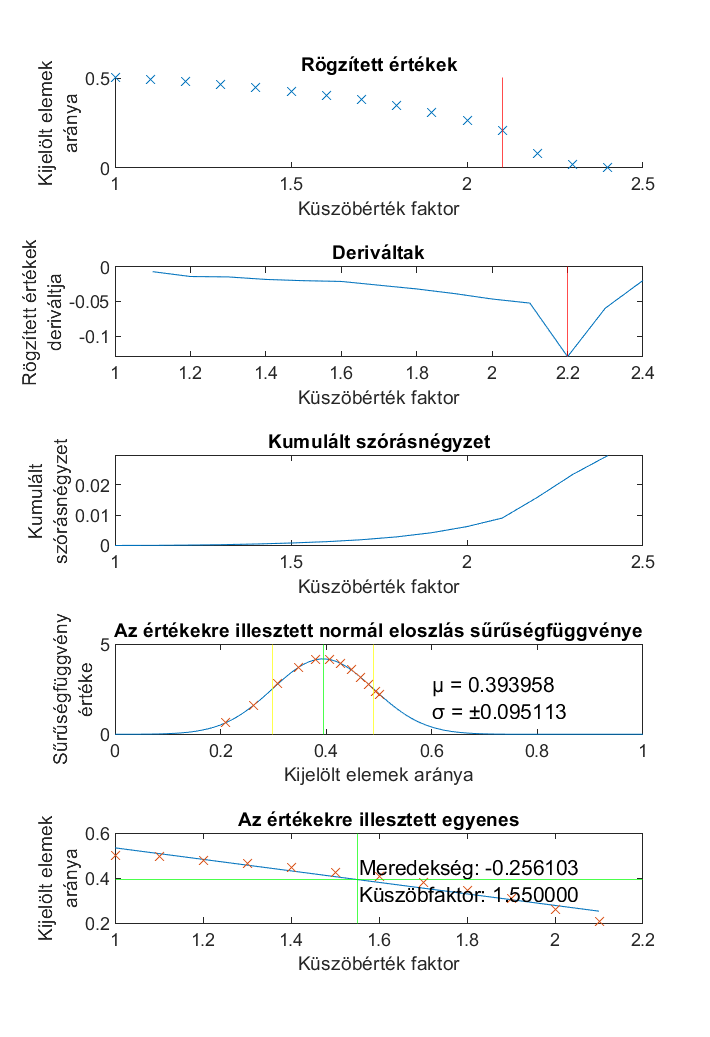 Rögzített értékek
Kijelölt elemek
aránya
0.5
0
1
1.5
2
2.5
Küszöbérték faktor
Deriváltak
Rögzített értékek
deriváltja
0
-0.05
-0.1
1
1.2
1.4
1.6
1.8
2
2.2
2.4
Küszöbérték faktor
Kumulált szórásnégyzet
Kumulált
szórásnégyzet
0.02
0.01
0
1
1.5
2
2.5
Küszöbérték faktor
Az értékekre illesztett normál eloszlás sűrűségfüggvénye
Sűrűségfüggvény
értéke
5
0
μ = 0.393958
σ = ±0.095113
0
0.2
0.4
0.6
0.8
1
Kijelölt elemek aránya
Az értékekre illesztett egyenes
Kijelölt elemek
aránya
0.6
0.4
0.2
Meredekség: -0.256103
Küszöbfaktor: 1.550000
1
1.2
1.4
1.6
1.8
2
2.2
Küszöbérték faktor